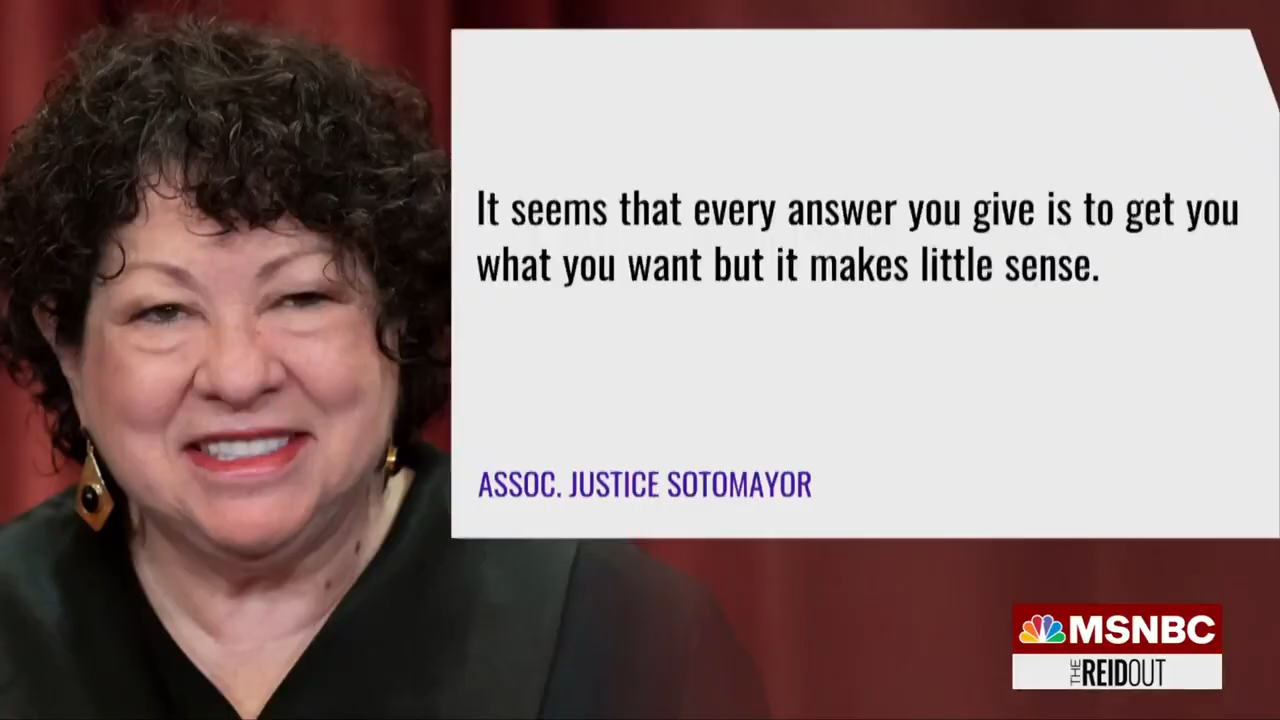 It seems that every answer you give is to get you
what you want but it makes little sense.
ASSOC. JUSTICE SOTOMAYOR
MSNBC
THE REIDOUT